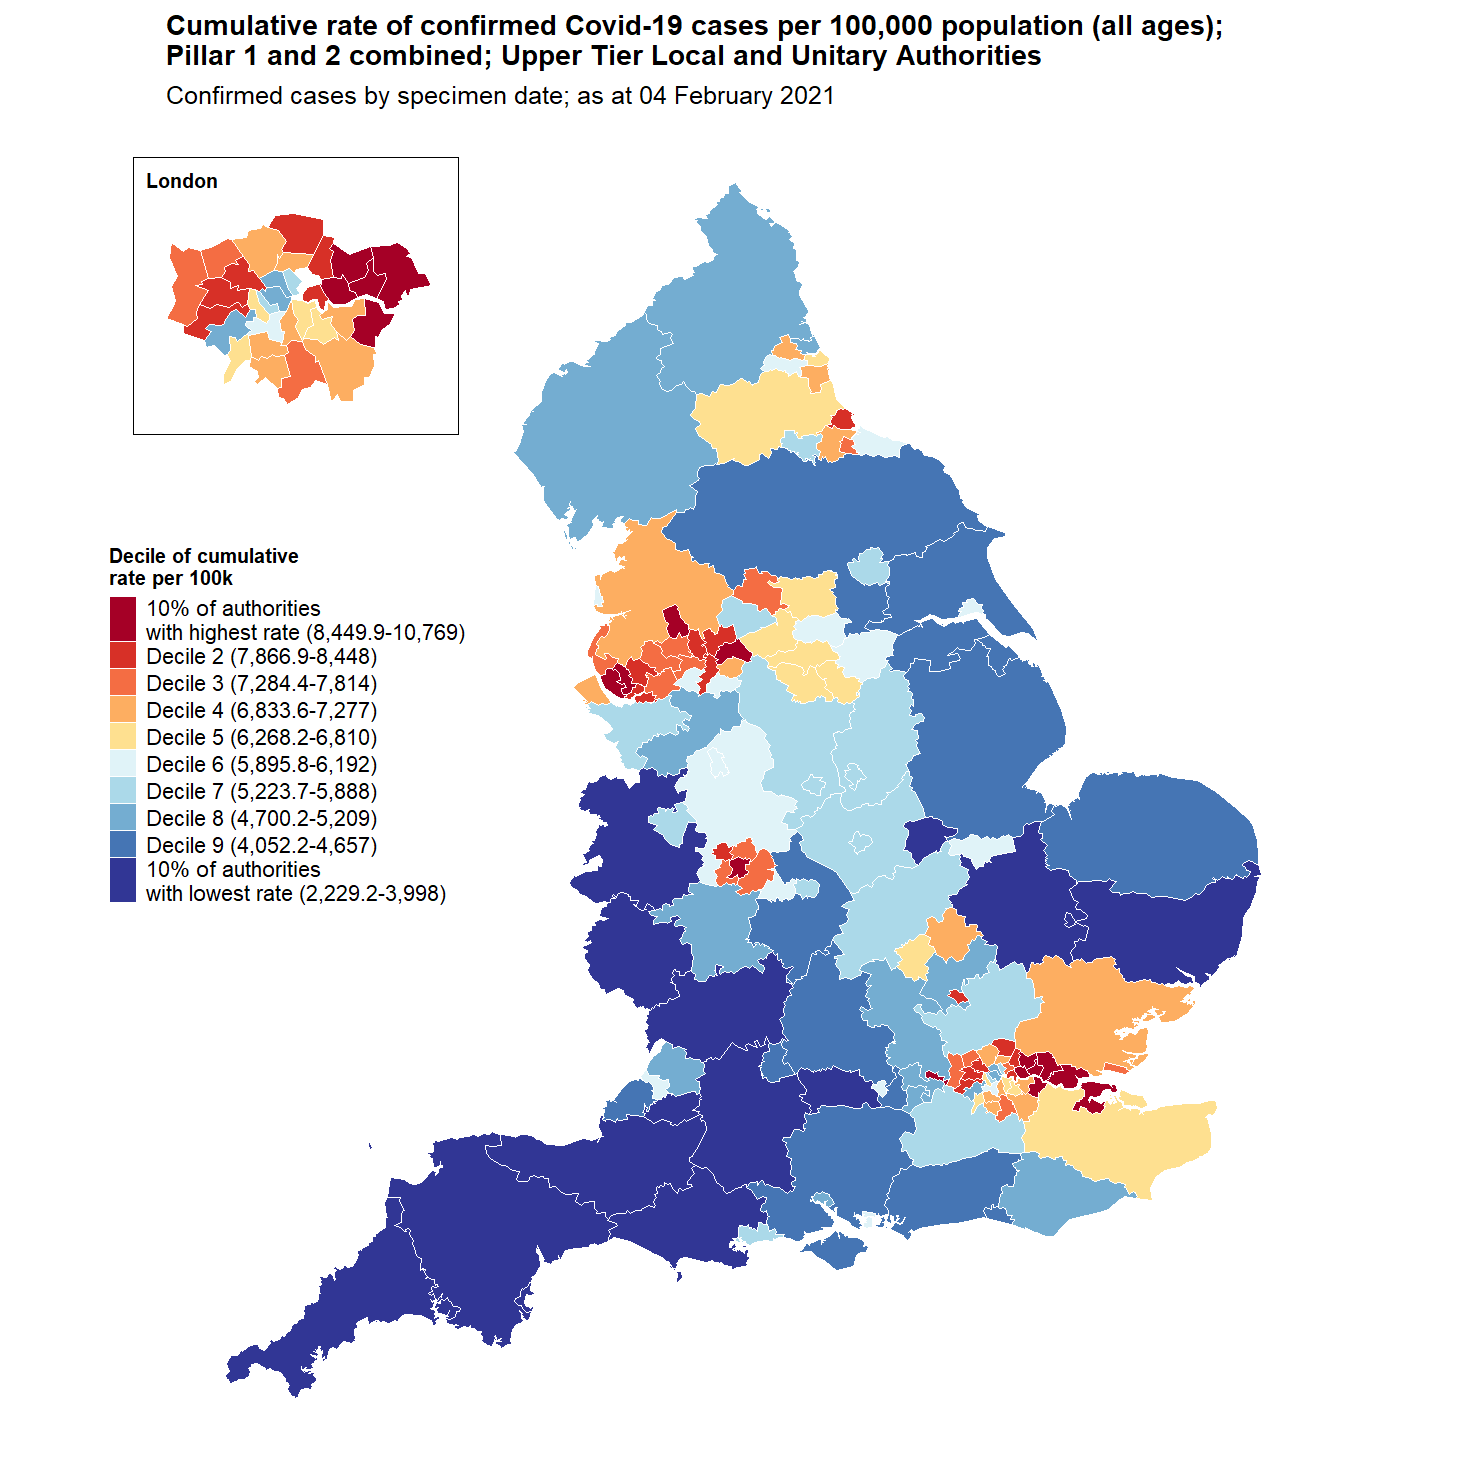 Cumulative rate of confirmed Covid-19 cases per 100,000 population (all ages);
Pillar 1 and 2 combined; Upper Tier Local and Unitary Authorities
Confirmed cases by specimen date; as at 04 February 2021
London
Decile of cumulative
rate per 100k
10% of authorities
with highest rate (8,449.9-10,769)
Decile 2 (7,866.9-8,448)
Decile 3 (7,284.4-7,814)
Decile 4 (6,833.6-7,277)
Decile 5 (6,268.2-6,810)
Decile 6 (5,895.8-6,192)
Decile 7 (5,223.7-5,888)
Decile 8 (4,700.2-5,209)
Decile 9 (4,052.2-4,657)
10% of authorities
with lowest rate (2,229.2-3,998)